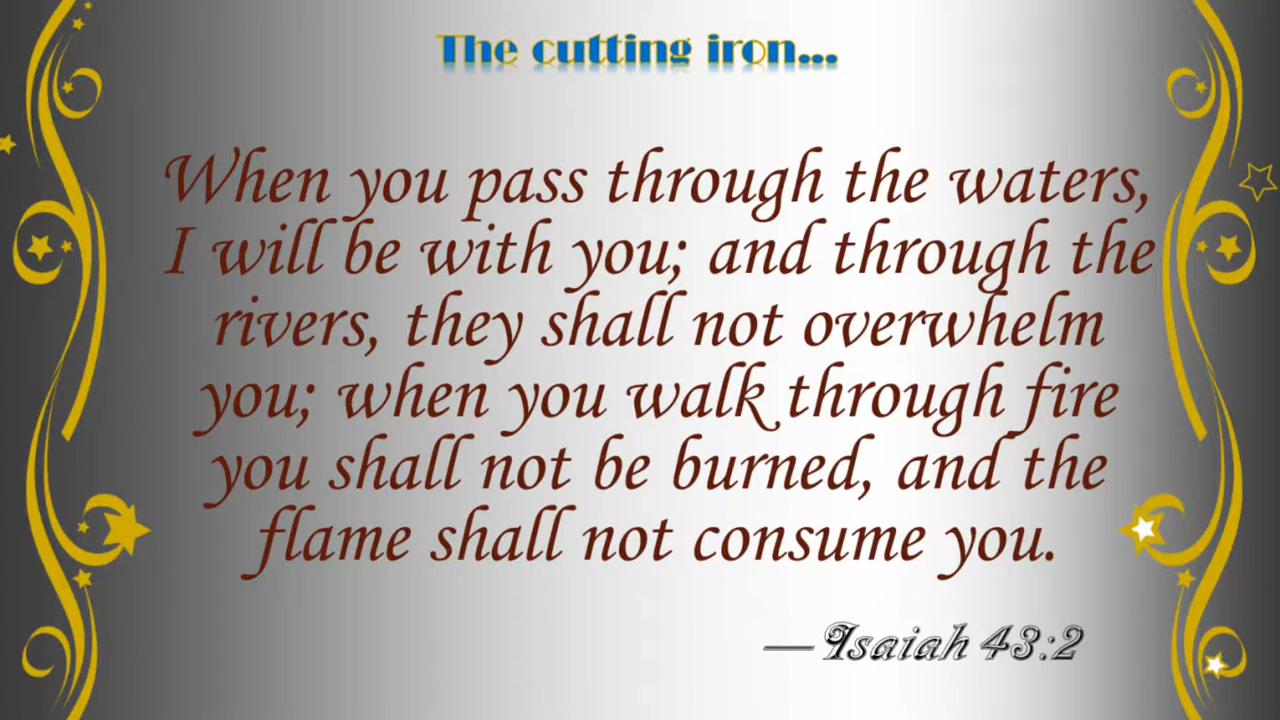 The cutting iron...
When you pass through the waters,
I will be with you; and through the
rivers, they shall not overwhelm
you; when you walk through fire
you shall not be burned, and the
flame shall not consume you.
—Isaiah 43:2